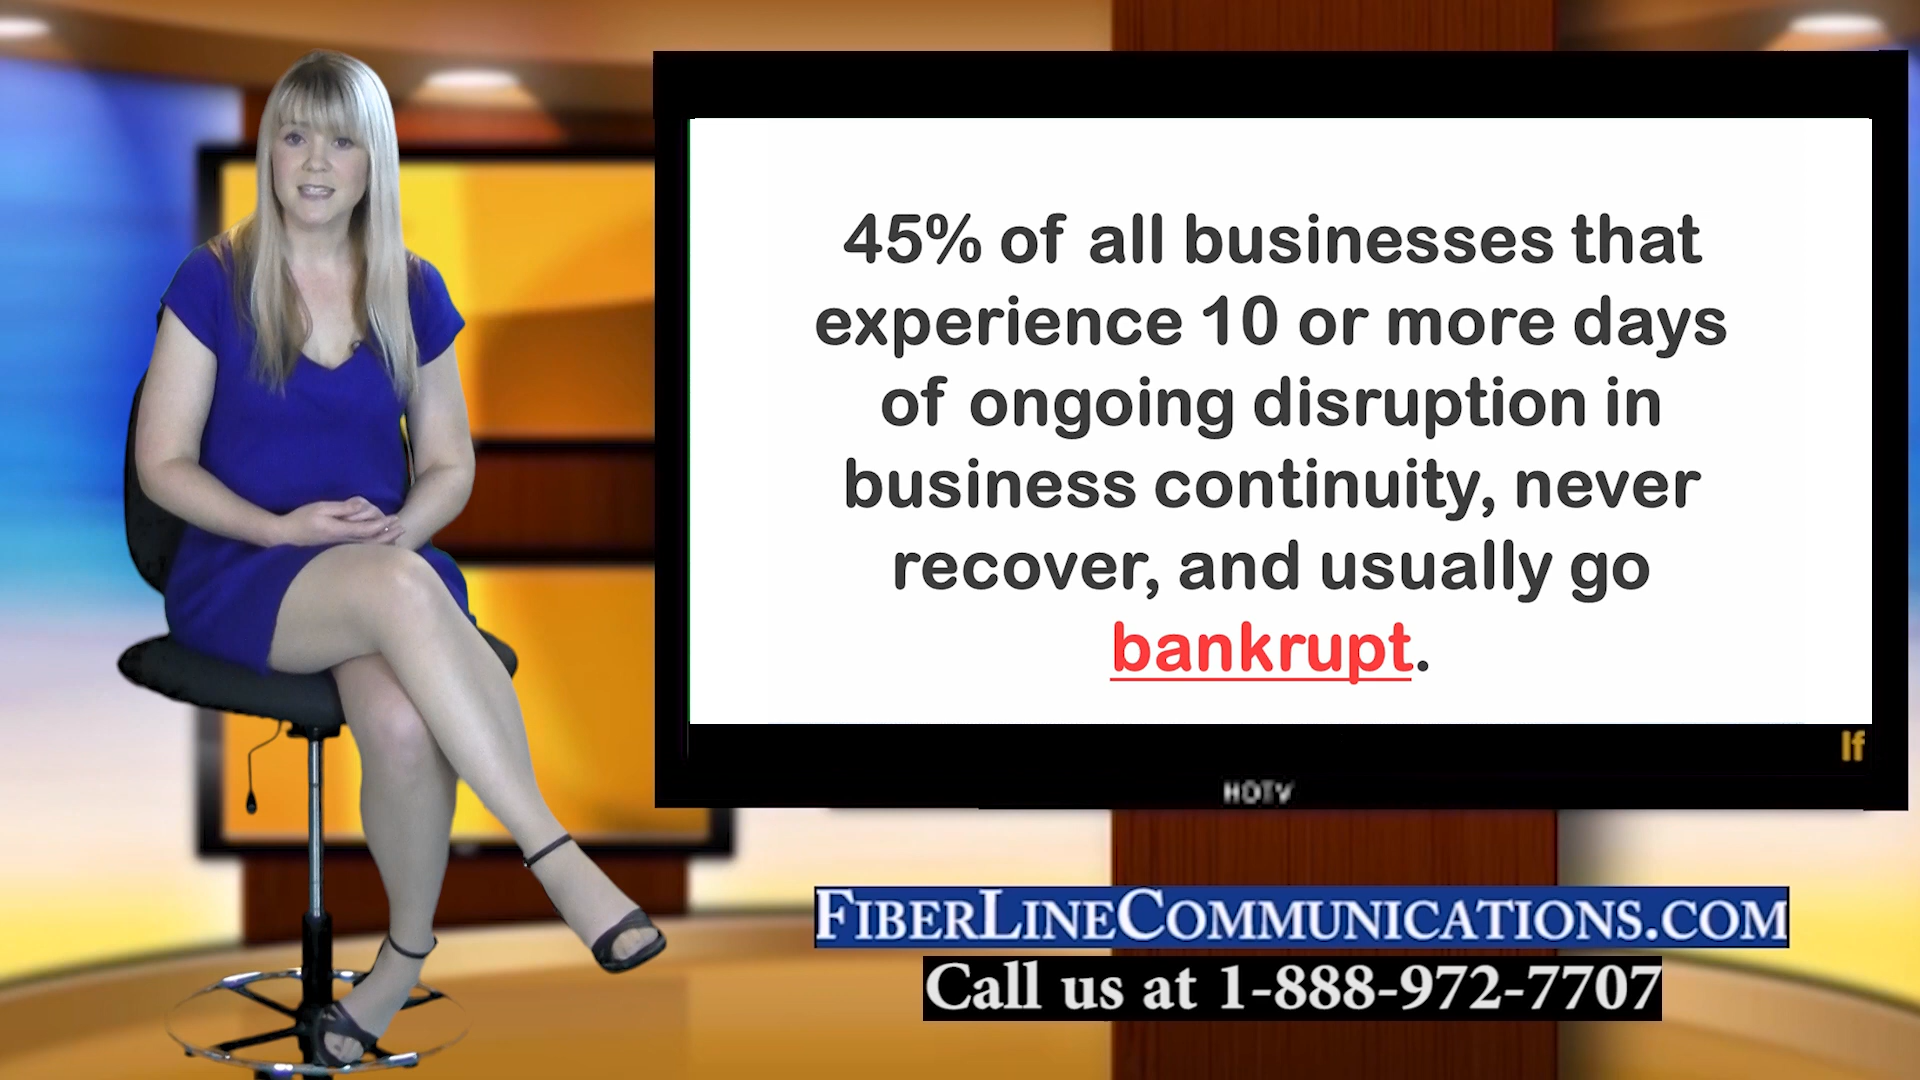 45% of all businesses that
experience 10 or more days
of ongoing disruption in
business continuity, never
recover, and usually go
bankrupt.
If
HDTV
FIBERLINECOMMUNICATIONS.COM
Call us at 1-888-972-7707